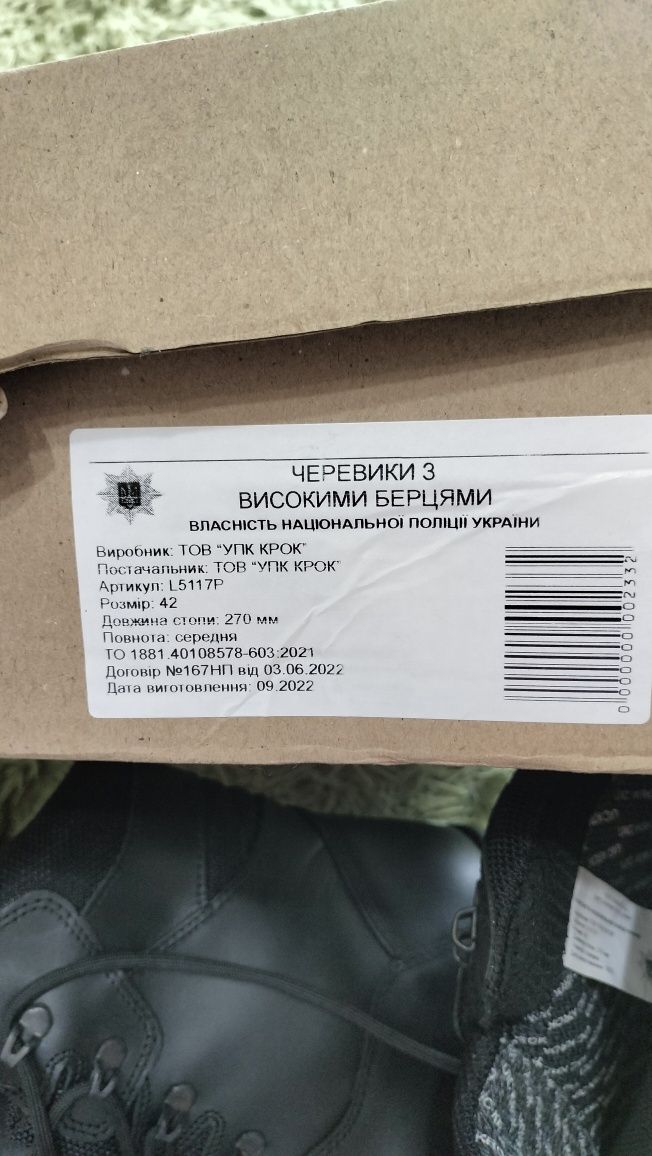 ЧЕРЕВИКИ З
ВИСОКИМИ БЕРЦЯМИ
ВЛАСНІСТЬ НАЦІОНАЛЬНОЇ ПОЛІЦІЇ УКРАЇНИ
Виробник: ТОВ "УПК КРОК"
Постачальник: ТОВ "УПК КРОК"
Артикул: L5117P
Розмір: 42
Довжина стопи: 270 мм
Повнота: середня
ТО 1881.40108578-603:2021
Договір №167НП від 03.06.2022
Дата виготовлення: 09.2022